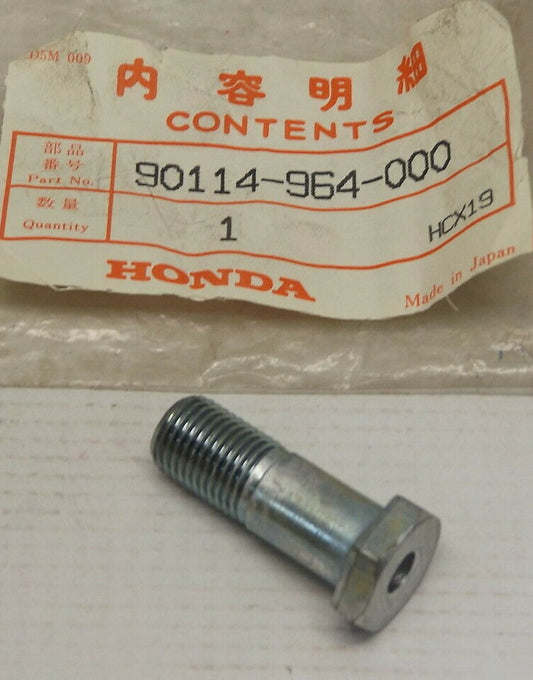 D5M 009
内容明細
CONTENTS
部品
番号
Part No.
90114-964-000
数量
Quantity
1
HCX19
HONDA
Made in Japan